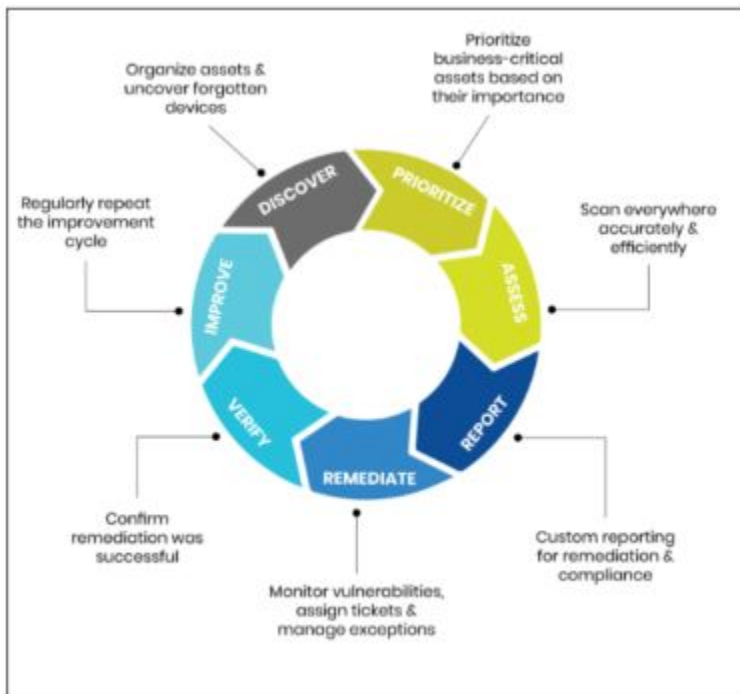 Organize assets &
uncover forgotten
devices
DISCOVER
Prioritize
business-critical
assets based on
their importance
PRIORITIZE
Scan everywhere
accurately &
efficiently
ASSESS
Custom reporting
for remediation &
compliance
REPORT
Monitor vulnerabilities,
assign tickets &
manage exceptions
REMEDIATE
Confirm
remediation was
successful
VERIFY
Regularly repeat
the improvement
cycle
IMPROVE